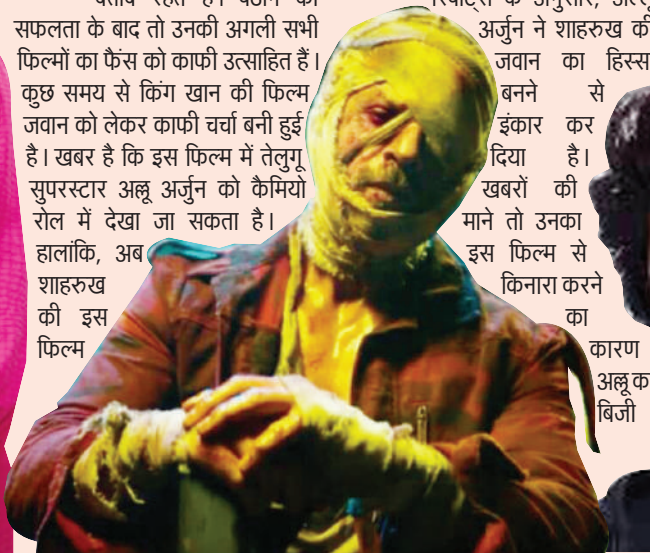 सफलता के बाद तो उनकी अगली सभी
फिल्मों का फैंस को काफी उत्साहित हैं।
कुछ समय से किंग खान की फिल्म
जवान को लेकर काफी चर्चा बनी हुई
है। खबर है कि इस फिल्म में तेलुगू
सुपरस्टार अल्लू अर्जुन को कैमियो
रोल में देखा जा सकता है।
हालांकि, अब
शाहरुख
की इस
फिल्म
अर्जुन ने शाहरुख की
जवान का हिस्स
बनने से
इंकार कर
दिया है।
खबरों की
माने तो उनका
इस फिल्म से
किनारा करने
का
कारण
अल्लू क
बिजी